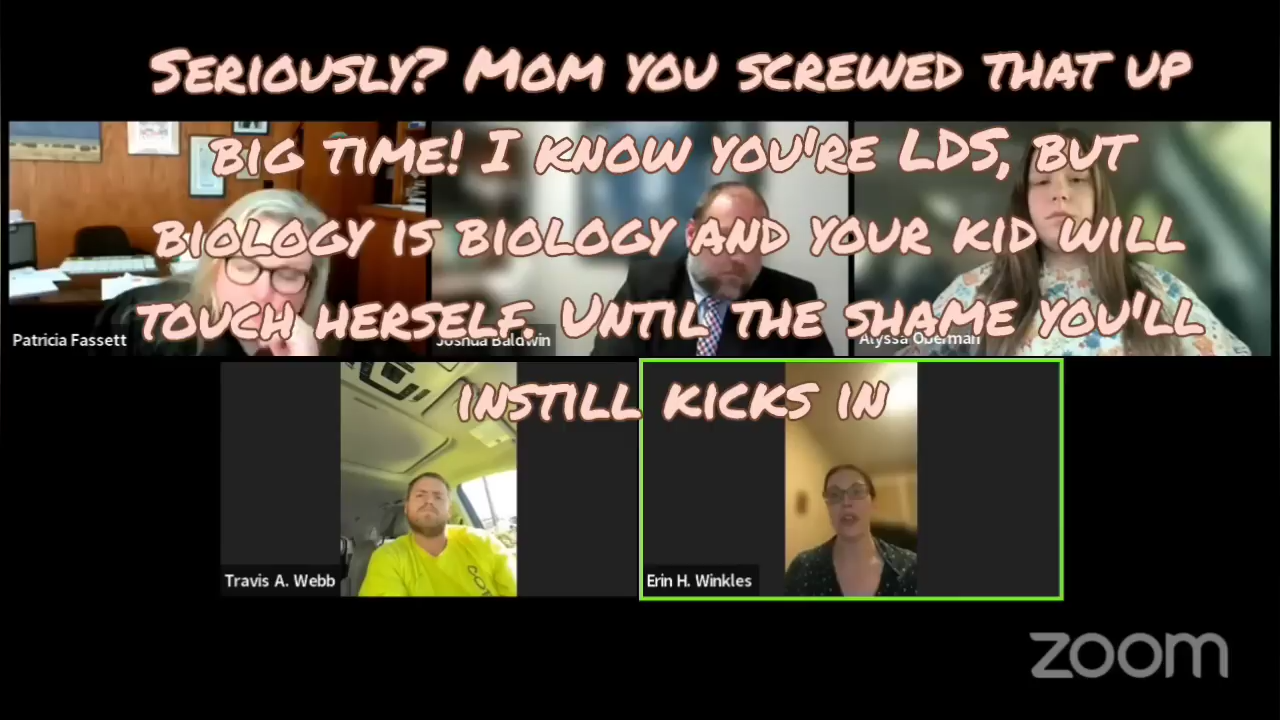 Seriously? Mom you screwed that up
big time! I know you're LDS, but
biology is biology and your kid will
touch herself. Until the shame you'll
instill kicks in
Patricia Fassett
Joshua Baldwin
Alyssa Oberman
Travis A. Webb
Erin H. Winkles
zoom